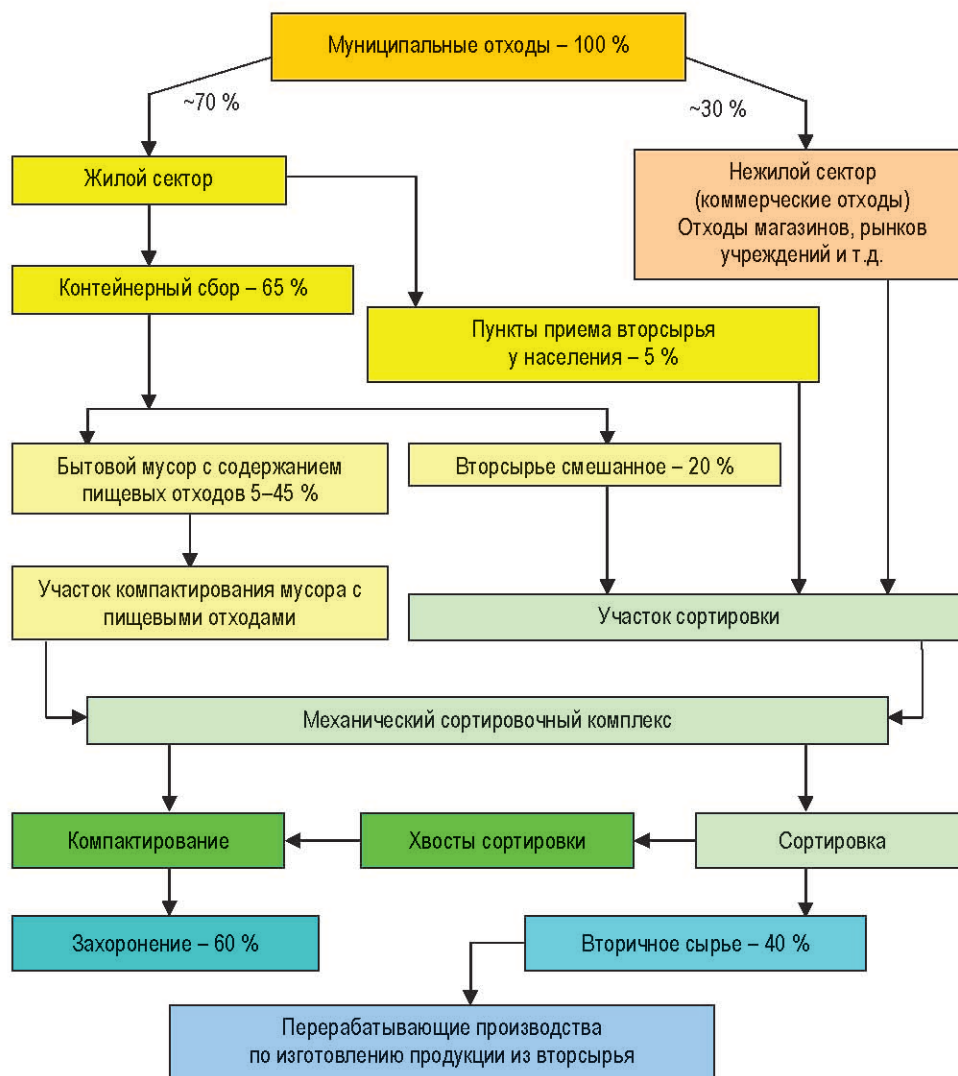 Муниципальные отходы – 100 %
~70 %
~30 %
Жилой сектор
Нежилой сектор
(коммерческие отходы)
Отходы магазинов, рынков
учреждений и т.д.
Контейнерный сбор – 65 %
Пункты приема вторсырья
у населения – 5 %
Бытовой мусор с содержанием
пищевых отходов 5–45 %
Вторсырье смешанное – 20 %
Участок компактирования мусора с
пищевыми отходами
Участок сортировки
Механический сортировочный комплекс
Компактирование
Хвосты сортировки
Сортировка
Захоронение – 60 %
Вторичное сырье – 40 %
Перерабатывающие производства
по изготовлению продукции из вторсырья